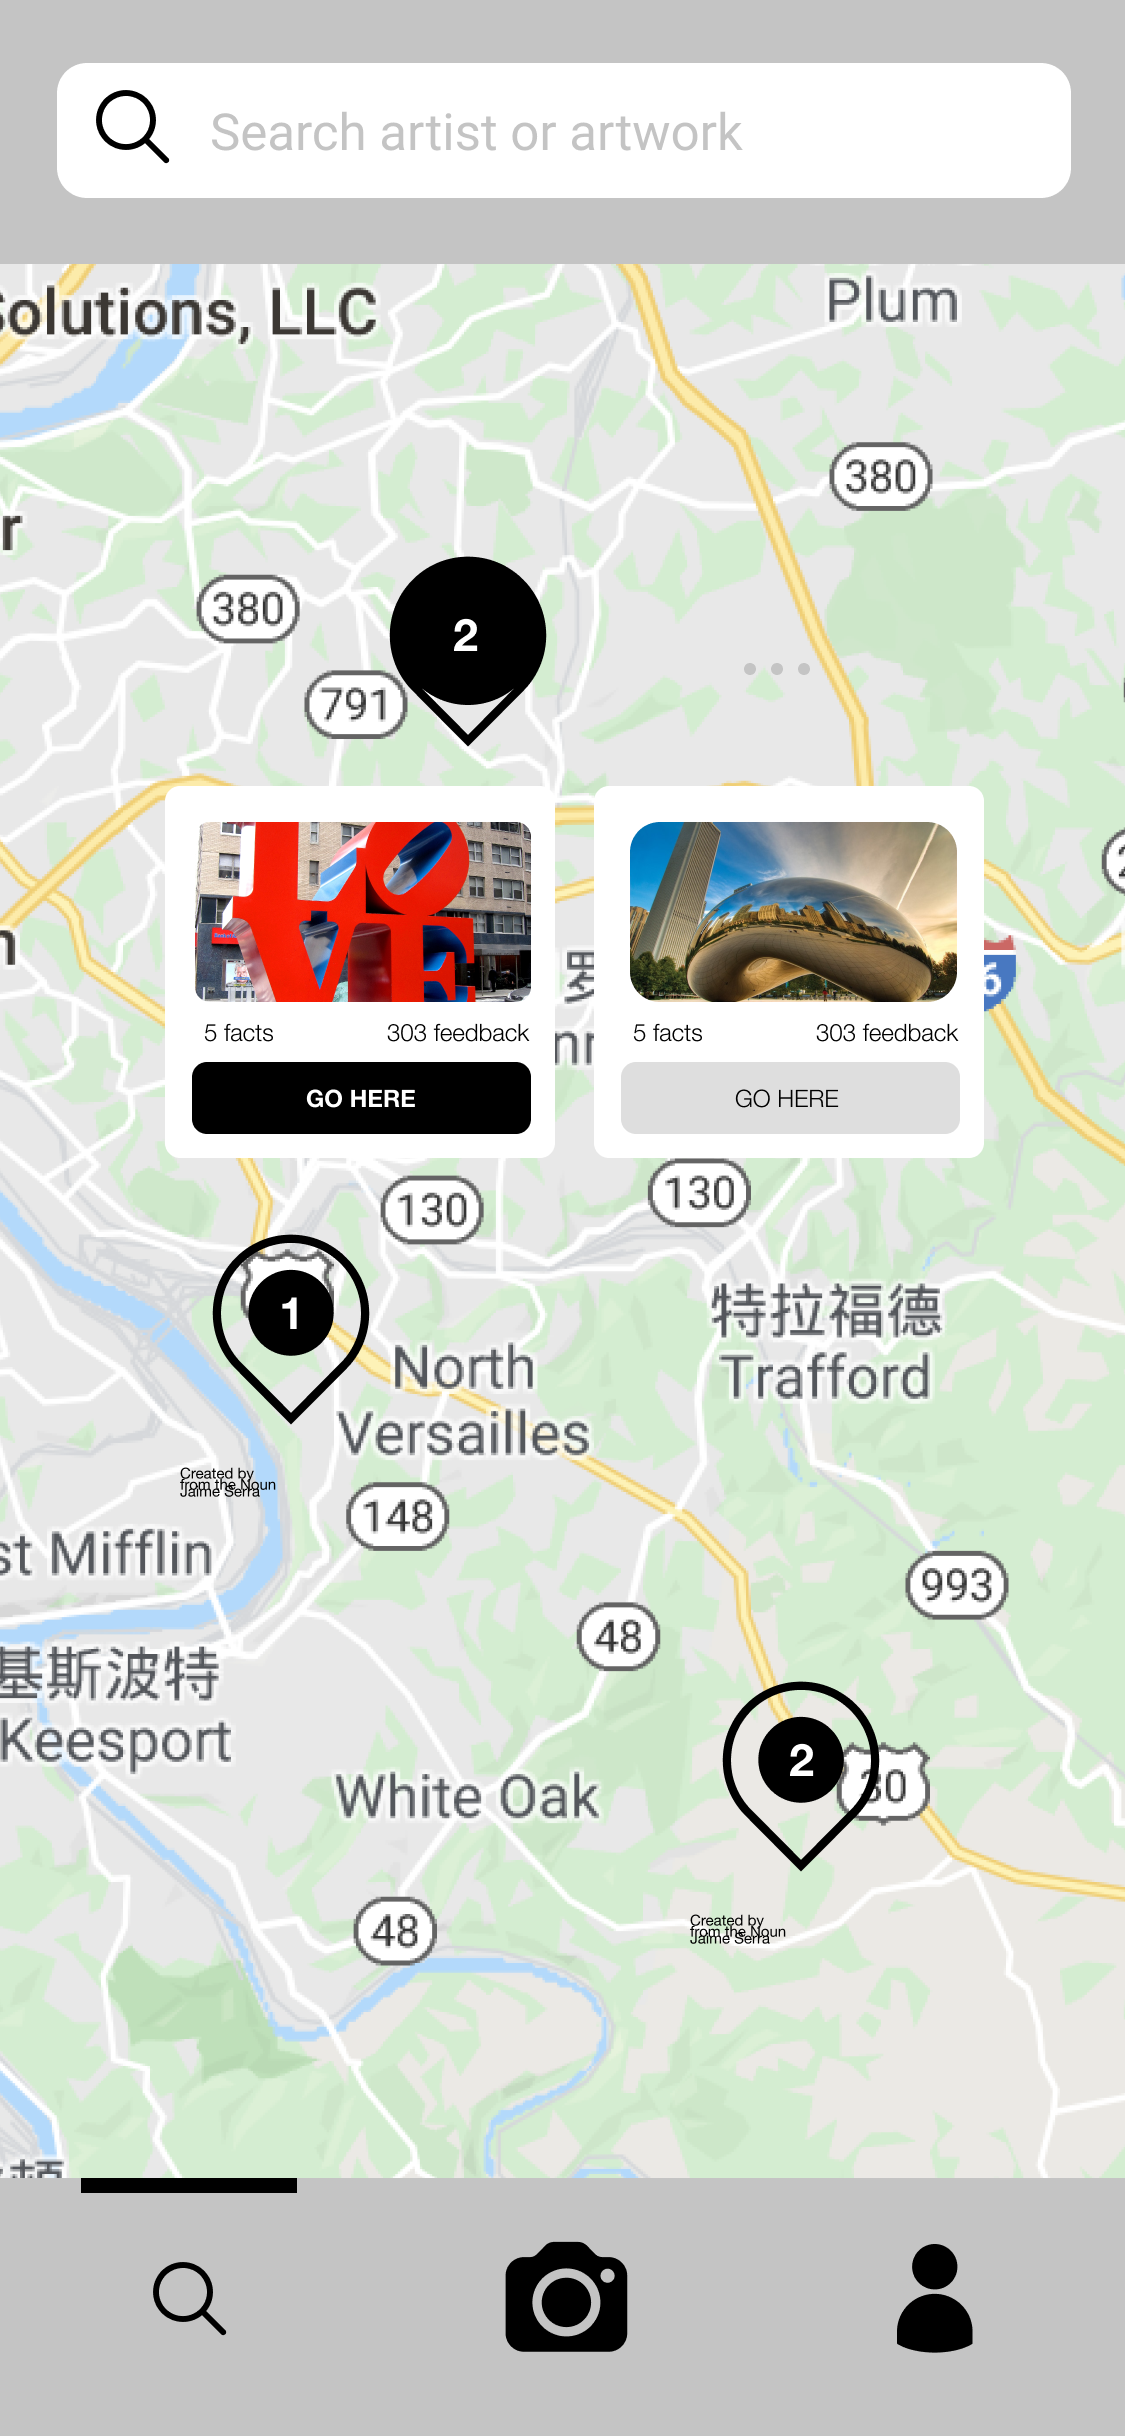 Search artist or artwork
Solutions, LLC
Plum
380
r
380
2
791
LOVE
5 facts
303 feedback
GO HERE
5 facts
303 feedback
GO HERE
6
130
130
1
特拉福德
Trafford
North
Versailles
Created by
from the Noun
Jaime Serra
148
st Mifflin
993
48
基斯波特
Keesport
2
30
White Oak
48
Created by
from the Noun
Jaime Serra